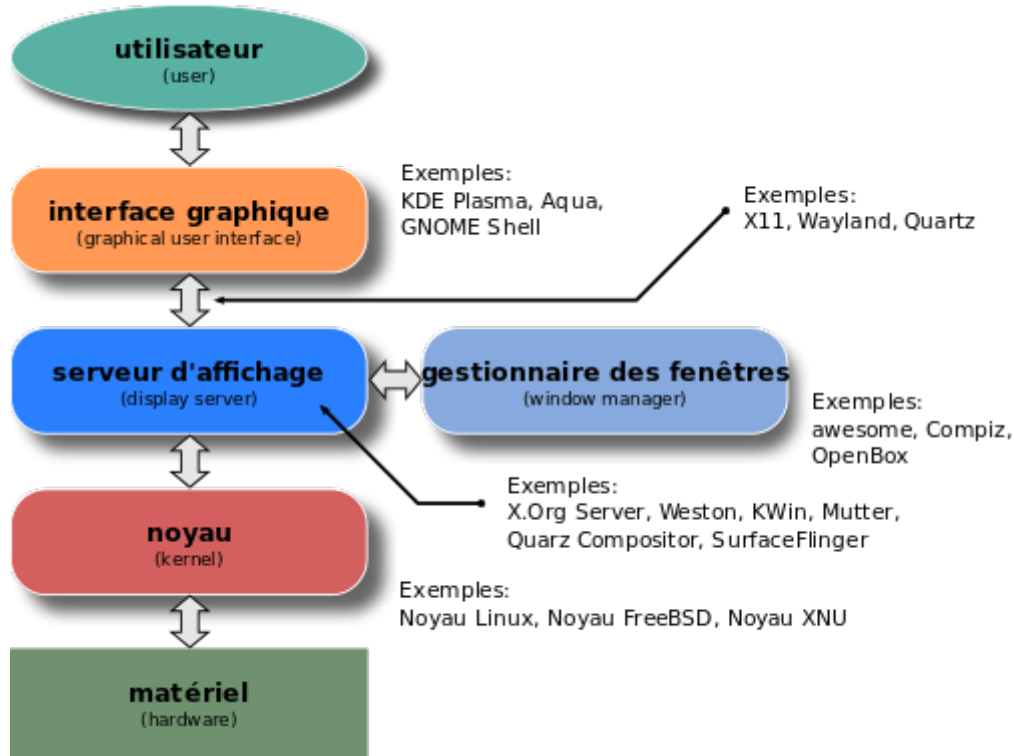 utilisateur
(user)
Exemples:
KDE Plasma, Aqua,
GNOME Shell
interface graphique
(graphical user interface)
Exemples:
X11, Wayland, Quartz
serveur d'affichage
(display server)
gestionnaire des fenêtres
(window manager)
Exemples:
awesome, Compiz,
OpenBox
Exemples:
X.Org Server, Weston, KWin, Mutter,
Quarz Compositor, SurfaceFlinger
noyau
(kernel)
Exemples:
Noyau Linux, Noyau FreeBSD, Noyau XNU
matériel
(hardware)